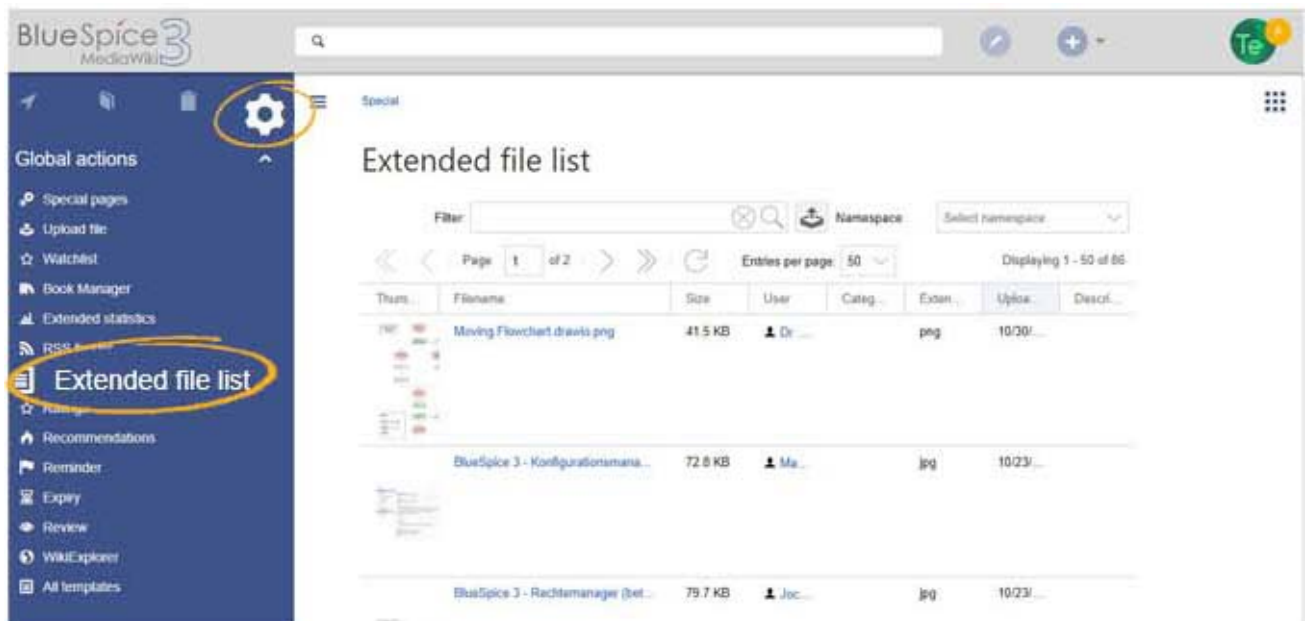 BlueSpice 3
MediaWiki
Te
Special
Global actions
Extended file list
Special pages
Upload file
Watchlist
Book Manager
Extended statistics
RSS
Extended file list
Recommendations
Reminder
Expiry
Review
WikiExplorer
All templates
Filter
Namespace
Select namespace
Page 1 of 2
Entries per page: 50
Displaying 1 - 50 of 86
Thum... Filename Size User Categ... Exten... Uploa... Descri...
Moving Flowchart.drawio.png 41.5 KB Dr ... png 10/30/...
BlueSpice 3 - Konfigurationsmana... 72.8 KB Ma... jpg 10/23/...
BlueSpice 3 - Rechtemanager (bet... 79.7 KB Joc... jpg 10/23/...